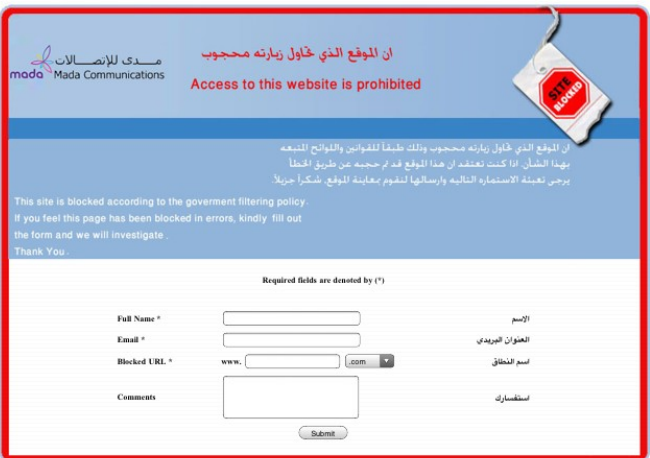 ان الموقع الذي تحاول زيارته محجوب
Access to this website is prohibited
مدى للإتصالات
mada Mada Communications
SITE BLOCKED
ان الموقع الذي تحاول زيارته محجوب وذلك طبقاً للقوانين واللوائح المتبعه
بهذا الشأن. اذا كنت تعتقد ان هذا الموقع قد تم حجبه عن طريق الخطأ
يرجى تعبئة الاستماره التاليه وارسالها لنقوم بمعاينة الموقع. شكراً جزيلاً.
This site is blocked according to the goverment filtering policy.
If you feel this page has been blocked in errors, kindly fill out
the form and we will investigate .
Thank You .
Required fields are denoted by (*)
Full Name * الإسم
Email * العنوان البريدي
Blocked URL * www. .com اسم النطاق
Comments استفسارك
Submit